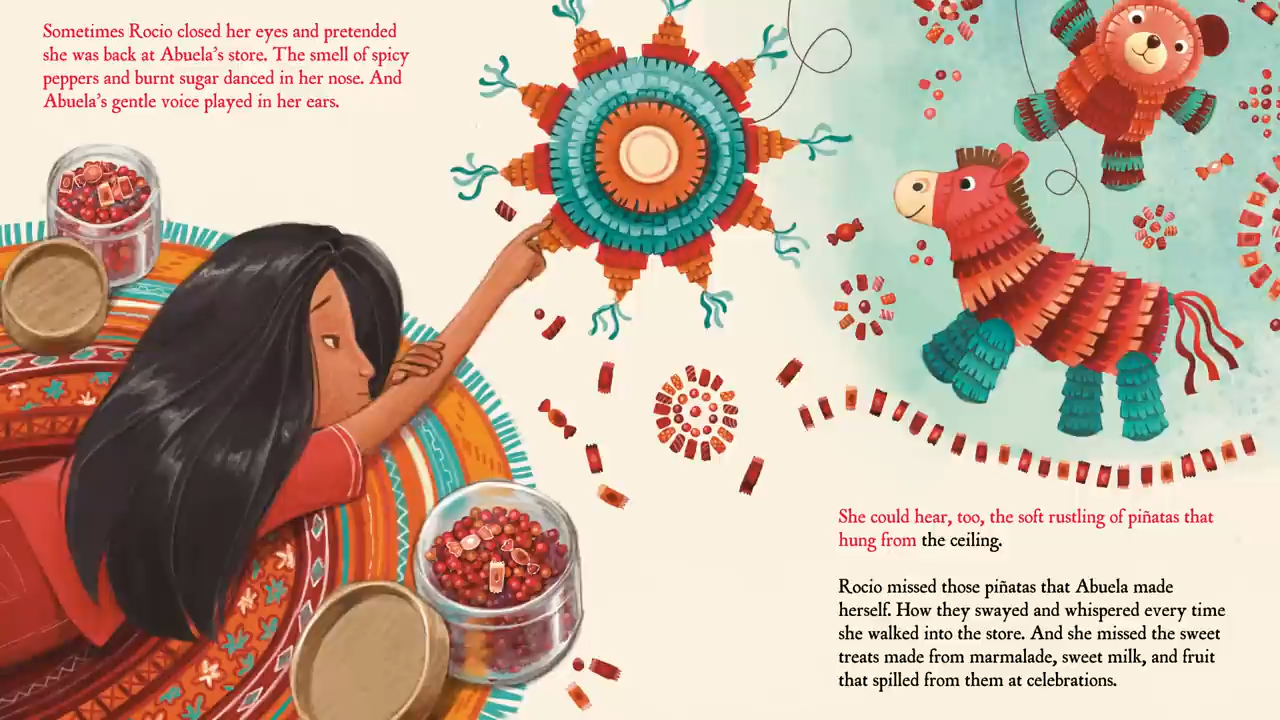 Sometimes Rocio closed her eyes and pretended
she was back at Abuela's store. The smell of spicy
peppers and burnt sugar danced in her nose. And
Abuela's gentle voice played in her ears.
She could hear, too, the soft rustling of piñatas that
hung from the ceiling.
Rocio missed those piñatas that Abuela made
herself. How they swayed and whispered every time
she walked into the store. And she missed the sweet
treats made from marmalade, sweet milk, and fruit
that spilled from them at celebrations.